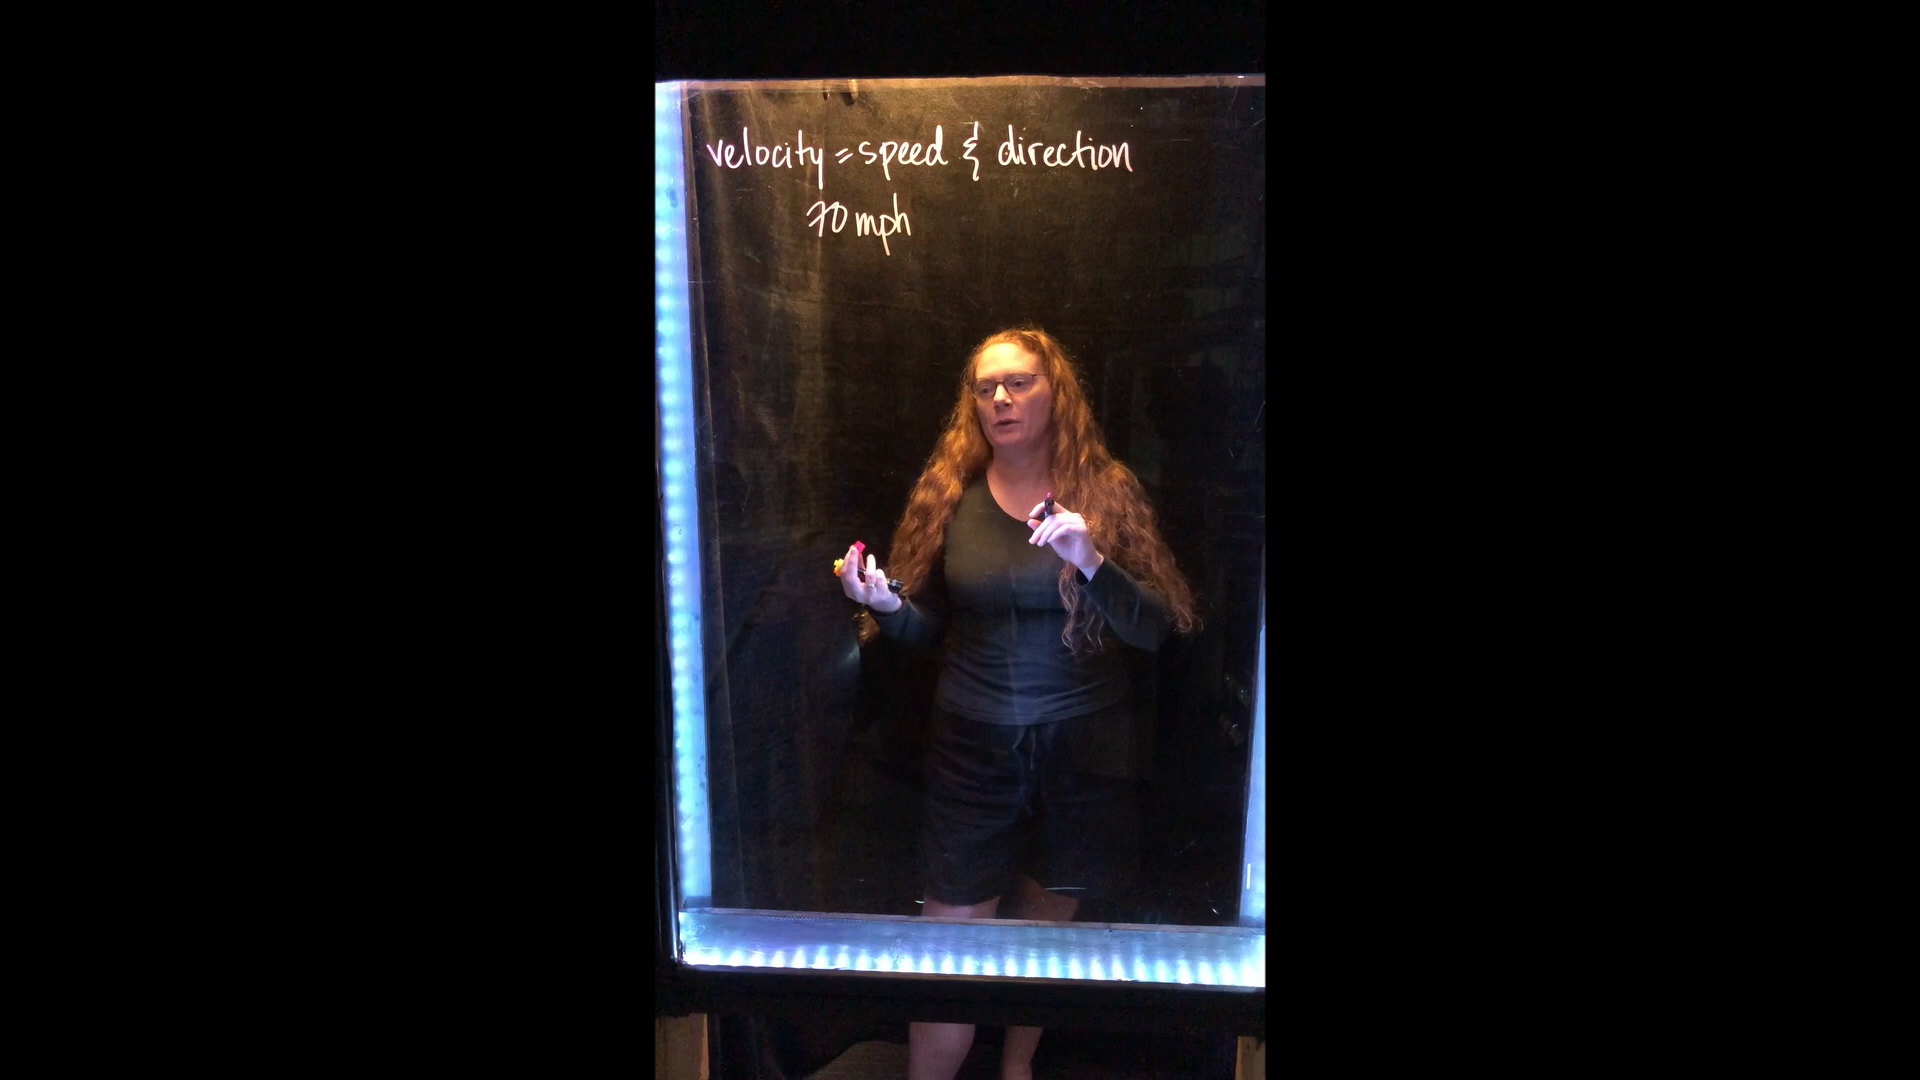 velocity = speed & direction
70 mph